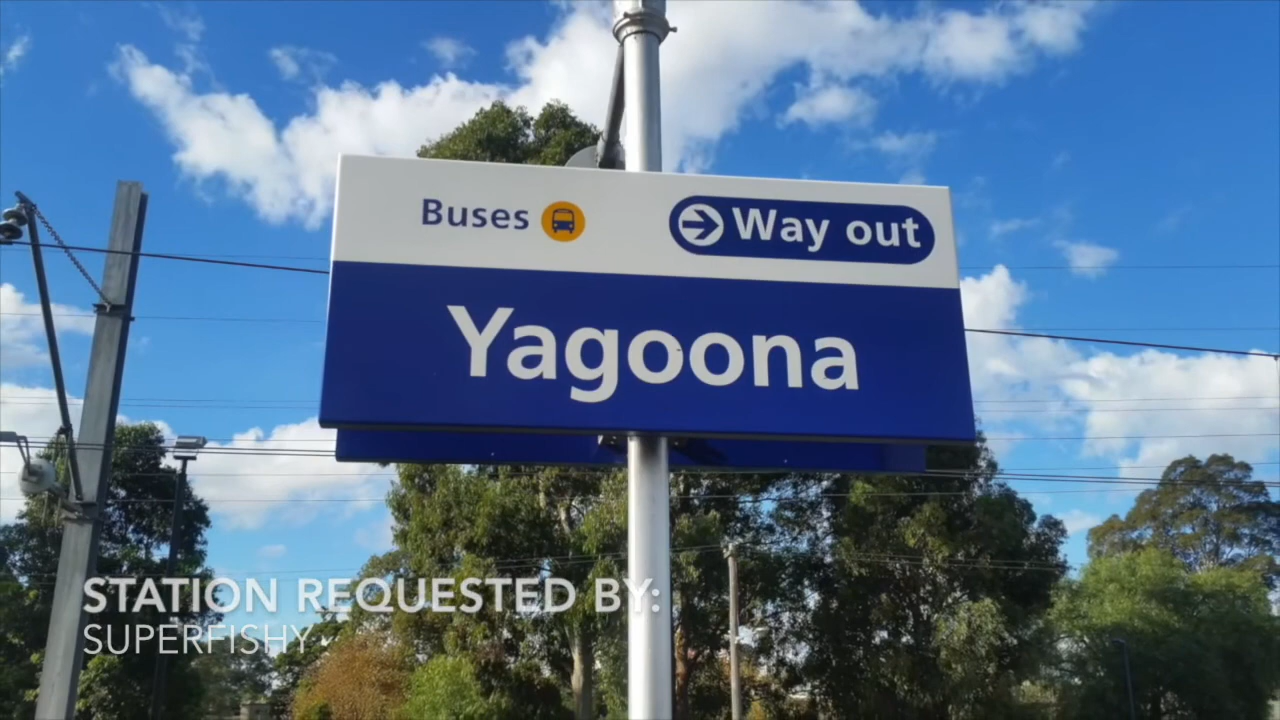 Buses
Way out
Yagoona
STATION REQUESTED BY:
SUPERFISHY